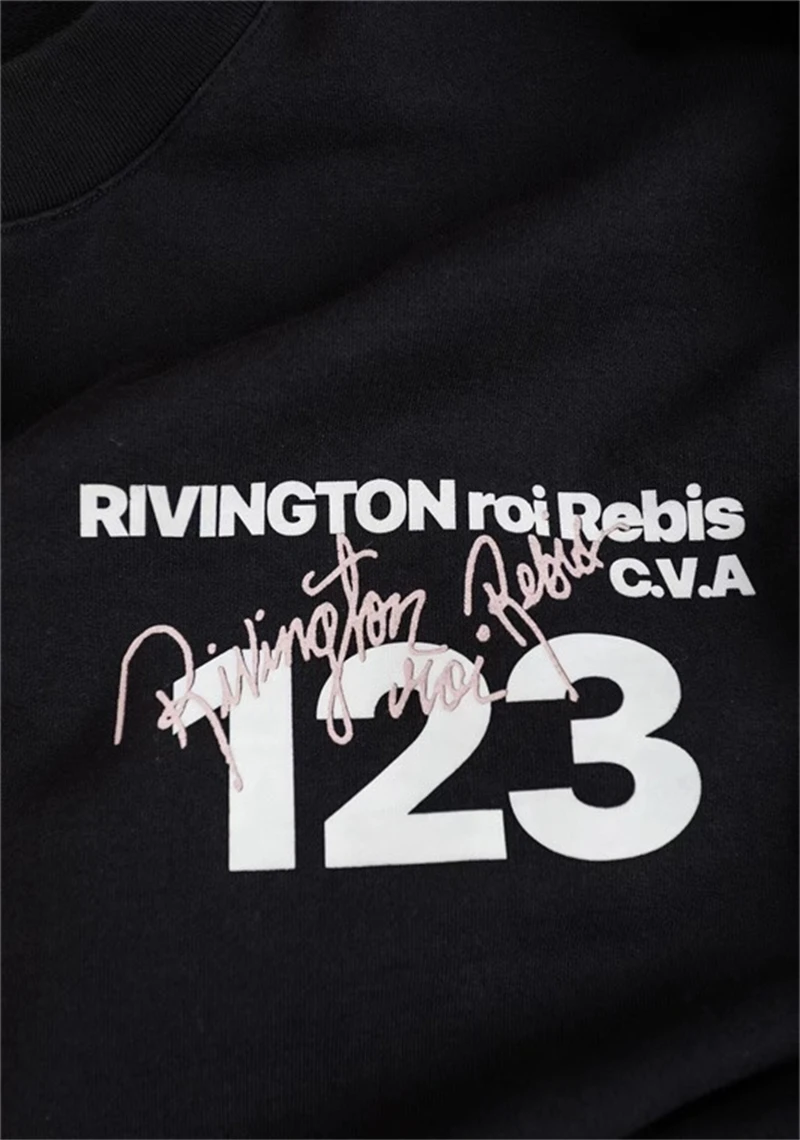 RIVINGTON roi Rebis
C.V.A
Rivington
roi. Rebis
123